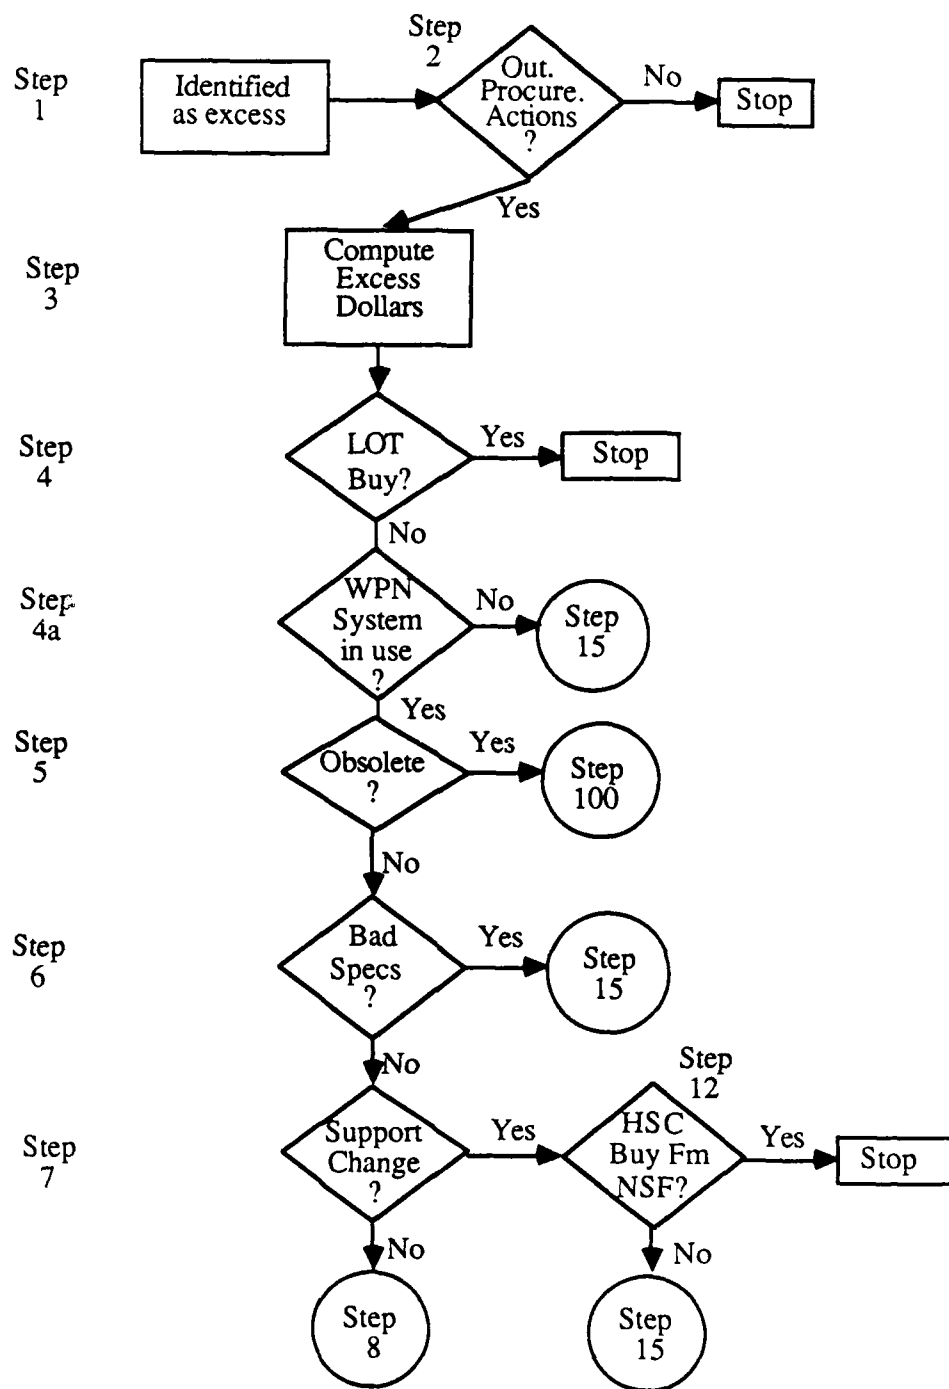 Step
1
Identified
as excess
Step
2
Out.
Procure.
Actions
?
No
Stop
Yes
Step
3
Compute
Excess
Dollars
Step
4
LOT
Buy?
Yes
Stop
No
Step
4a
WPN
System
in use
?
No
Step
15
Yes
Step
5
Obsolete
?
Yes
Step
100
No
Step
6
Bad
Specs
?
Yes
Step
15
No
Step
7
Support
Change
?
Yes
Step
12
HSC
Buy Fm
NSF?
Yes
Stop
No
Step
8
No
Step
15